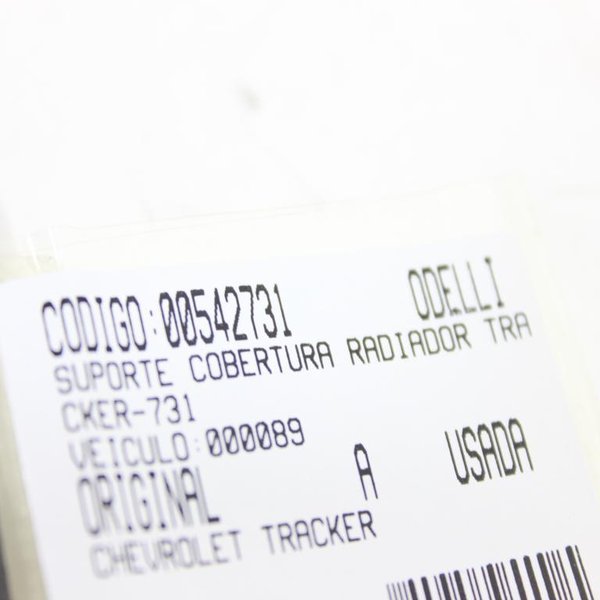 CODIGO:00542731 ODELLI
SUPORTE COBERTURA RADIADOR TRA
CKER-731
VEICULO:000089
ORIGINAL A USADA
CHEVROLET TRACKER